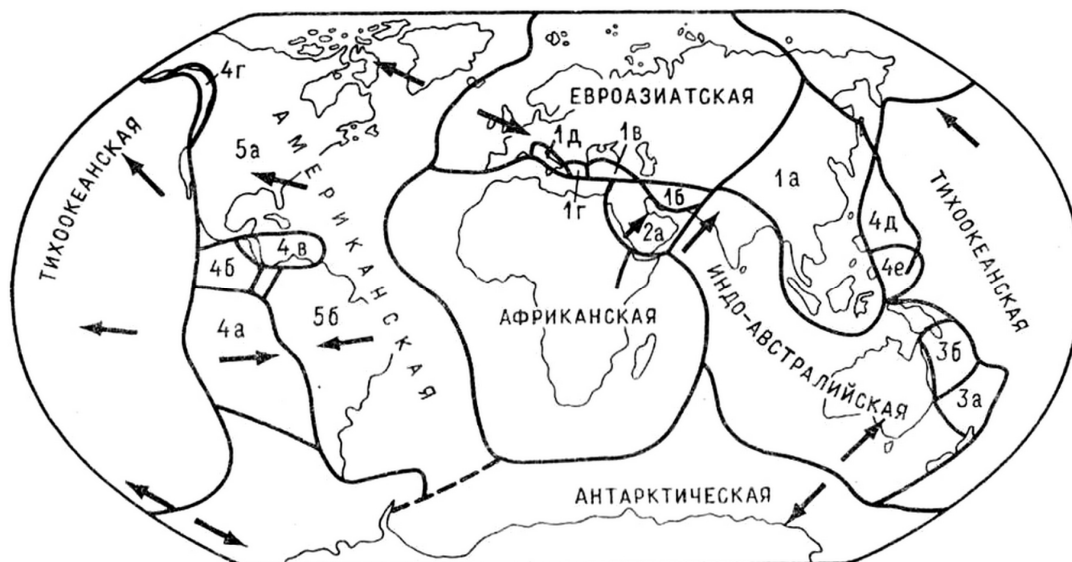 4г
ТИХООКЕАНСКАЯ
АМЕРИКАНСКАЯ
5а
4в
4б
4а
5б
ЕВРОАЗИАТСКАЯ
1д
1в
1г
1б
2а
1а
АФРИКАНСКАЯ
ИНДО-АВСТРАЛИЙСКАЯ
4д
4е
ТИХООКЕАНСКАЯ
3б
3а
АНТАРКТИЧЕСКАЯ